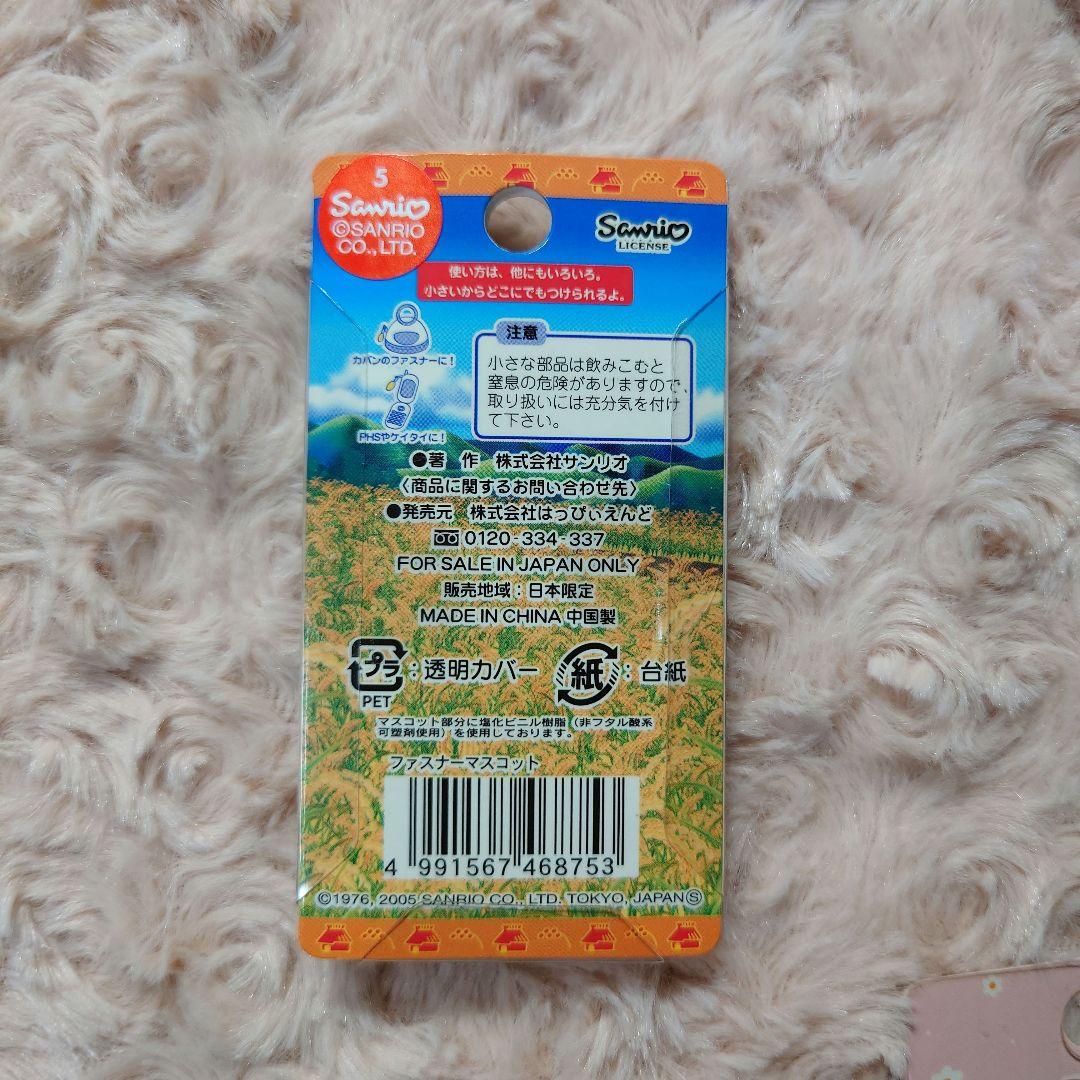 5
Sanrio
©SANRIO
CO.,LTD.
Sanrio
LICENSE
使い方は、他にもいろいろ。
小さいからどこにでもつけられるよ。
カバンのファスナーに!
PHSやケイタイに!
注意
小さな部品は飲みこむと
窒息の危険がありますので、
取り扱いには充分気を付け
て下さい。
●著 作 株式会社サンリオ
〈商品に関するお問い合わせ先〉
●発売元 株式会社はっぴぃえんど
0120-334-337
FOR SALE IN JAPAN ONLY
販売地域:日本限定
MADE IN CHINA 中国製
プラ:透明カバー
PET
紙:台紙
マスコット部分に塩化ビニル樹脂(非フタル酸系
可塑剤使用)を使用しております。
ファスナーマスコット
4 991567 468753
©1976, 2005 SANRIO CO., LTD. TOKYO, JAPAN Ⓢ